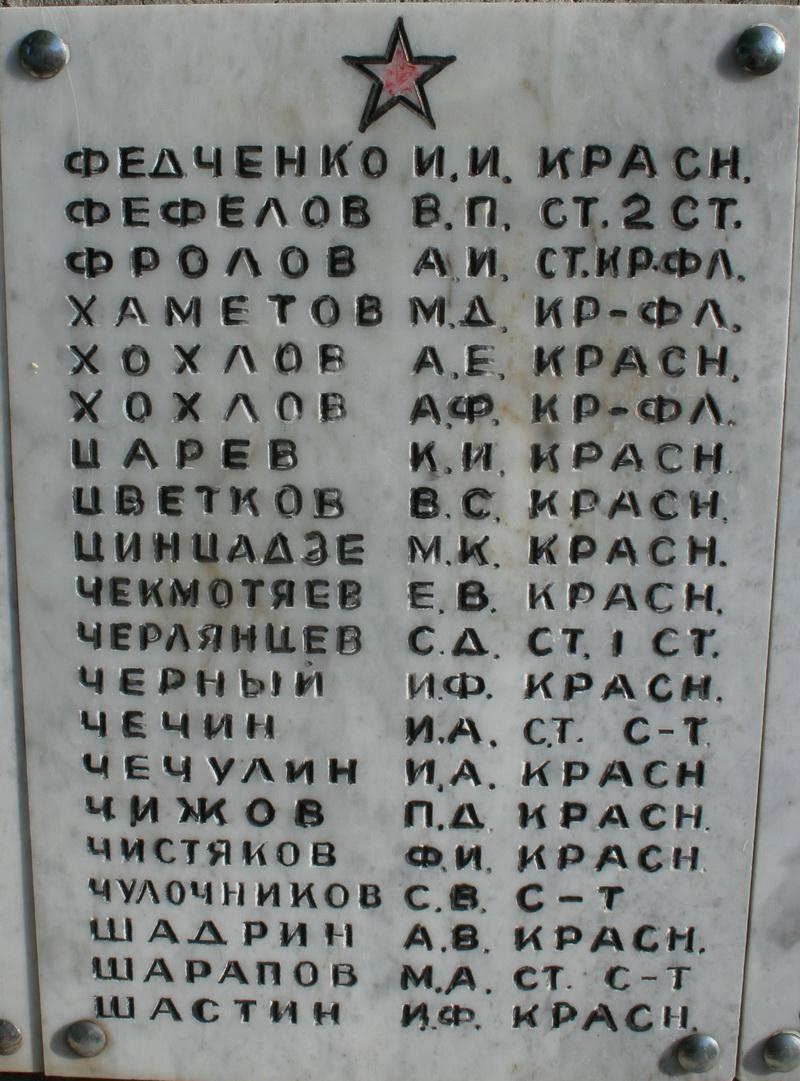 ФЕДЧЕНКО И.И. КРАСН.
ФЕФЕЛОВ В.П. СТ.2 СТ.
ФРОЛОВ А.И. СТ.КР.ФЛ.
ХАМЕТОВ М.Д. КР-ФЛ.
ХОХЛОВ А.Е. КРАСН.
ХОХЛОВ А.Ф. КР-ФЛ.
ЦАРЕВ К.И. КРАСН.
ЦВЕТКОВ В.С. КРАСН.
ЦИНЦАДЗЕ М.К. КРАСН.
ЧЕКМОТЯЕВ Е.В. КРАСН.
ЧЕРЛЯНЦЕВ С.Д. СТ.1 СТ.
ЧЕРНЫЙ И.Ф. КРАСН.
ЧЕЧИН И.А. СТ. С-Т
ЧЕЧУЛИН И.А. КРАСН
ЧИЖОВ П.Д. КРАСН.
ЧИСТЯКОВ Ф.И. КРАСН.
ЧУЛОЧНИКОВ С.В. С-Т
ШАДРИН А.В. КРАСН.
ШАРАПОВ М.А. СТ. С-Т
ШАСТИН И.Ф. КРАСН.